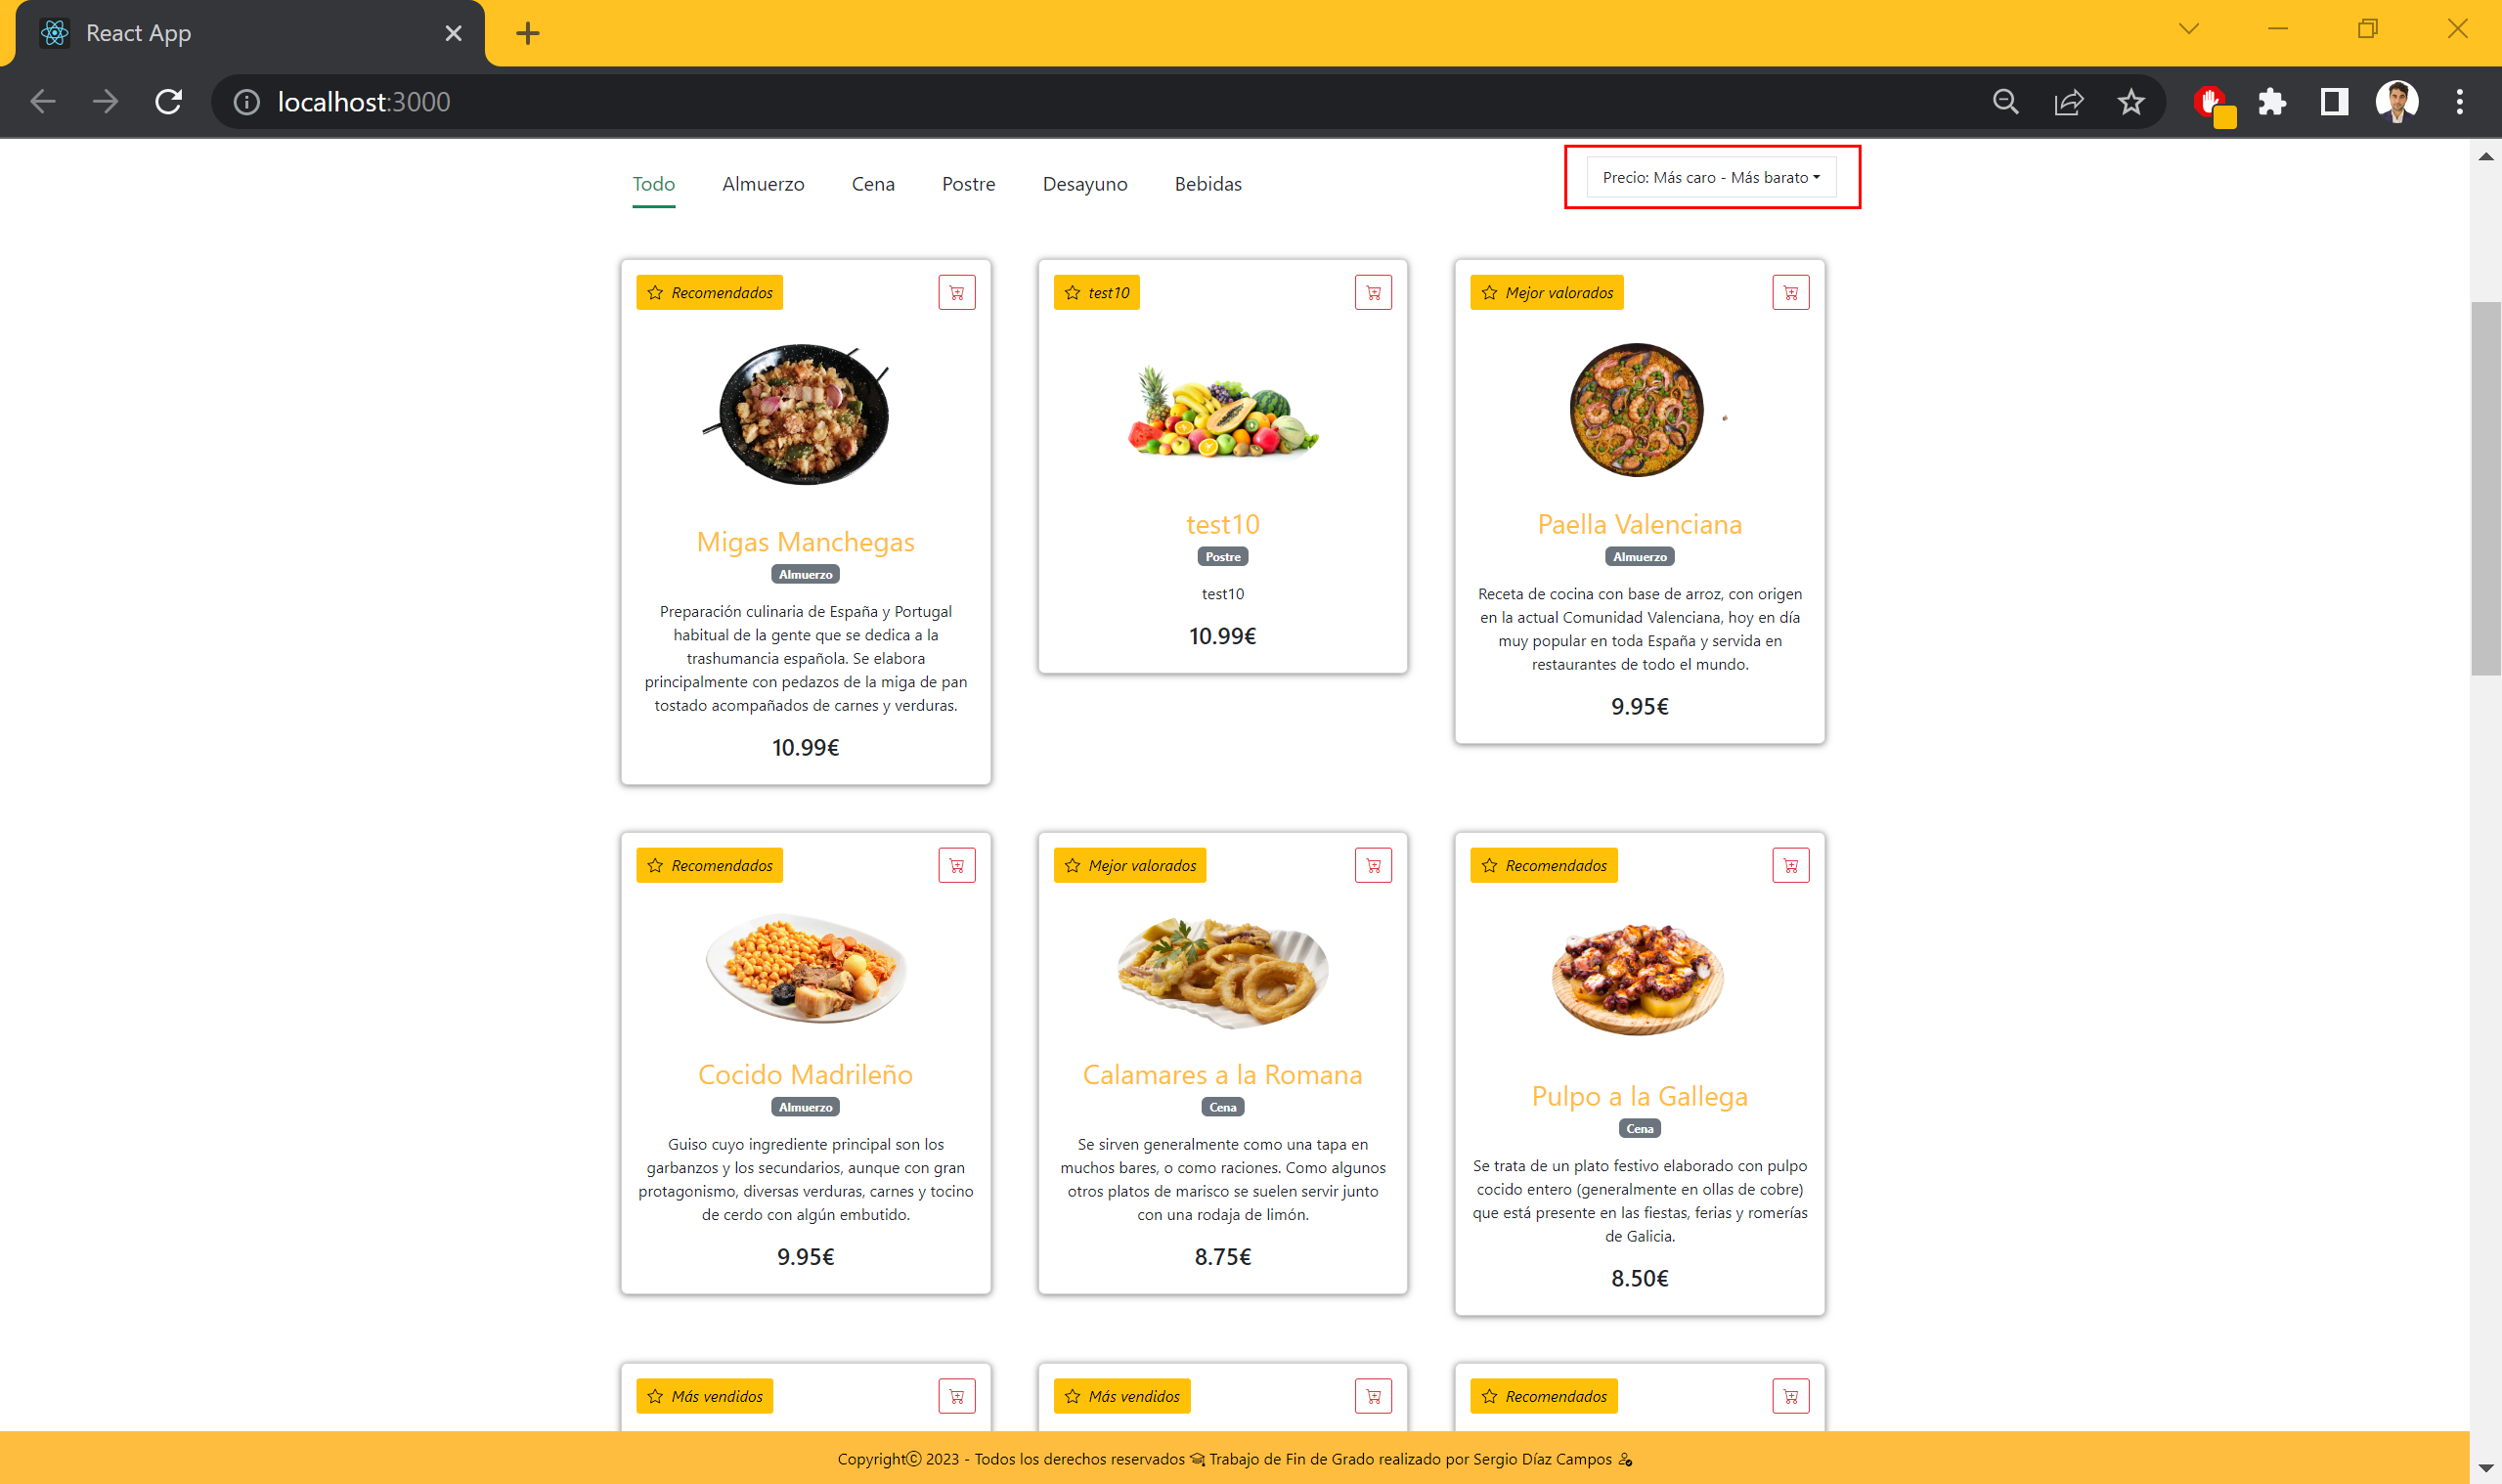 React App
localhost:3000
Todo Almuerzo Cena Postre Desayuno Bebidas
Precio: Más caro - Más barato
Recomendados
Migas Manchegas
Almuerzo
Preparación culinaria de España y Portugal
habitual de la gente que se dedica a la
trashumancia española. Se elabora
principalmente con pedazos de la miga de pan
tostado acompañados de carnes y verduras.
10.99€
test10
test10
Postre
test10
10.99€
Mejor valorados
Paella Valenciana
Almuerzo
Receta de cocina con base de arroz, con origen
en la actual Comunidad Valenciana, hoy en día
muy popular en toda España y servida en
restaurantes de todo el mundo.
9.95€
Recomendados
Cocido Madrileño
Almuerzo
Guiso cuyo ingrediente principal son los
garbanzos y los secundarios, aunque con gran
protagonismo, diversas verduras, carnes y tocino
de cerdo con algún embutido.
9.95€
Mejor valorados
Calamares a la Romana
Cena
Se sirven generalmente como una tapa en
muchos bares, o como raciones. Como algunos
otros platos de marisco se suelen servir junto
con una rodaja de limón.
8.75€
Recomendados
Pulpo a la Gallega
Cena
Se trata de un plato festivo elaborado con pulpo
cocido entero (generalmente en ollas de cobre)
que está presente en las fiestas, ferias y romerías
de Galicia.
8.50€
Más vendidos
Más vendidos
Recomendados
Copyright© 2023 - Todos los derechos reservados Trabajo de Fin de Grado realizado por Sergio Díaz Campos